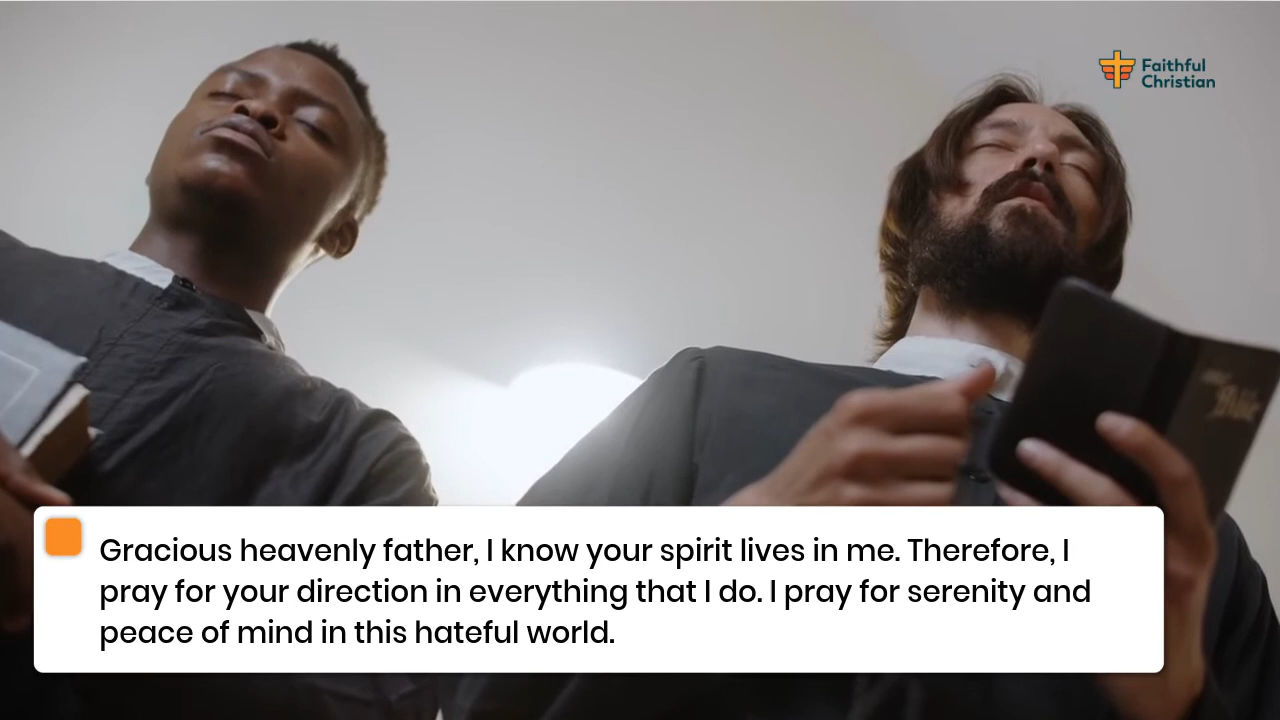 Faithful
Christian
Gracious heavenly father, I know your spirit lives in me. Therefore, I
pray for your direction in everything that I do. I pray for serenity and
peace of mind in this hateful world.